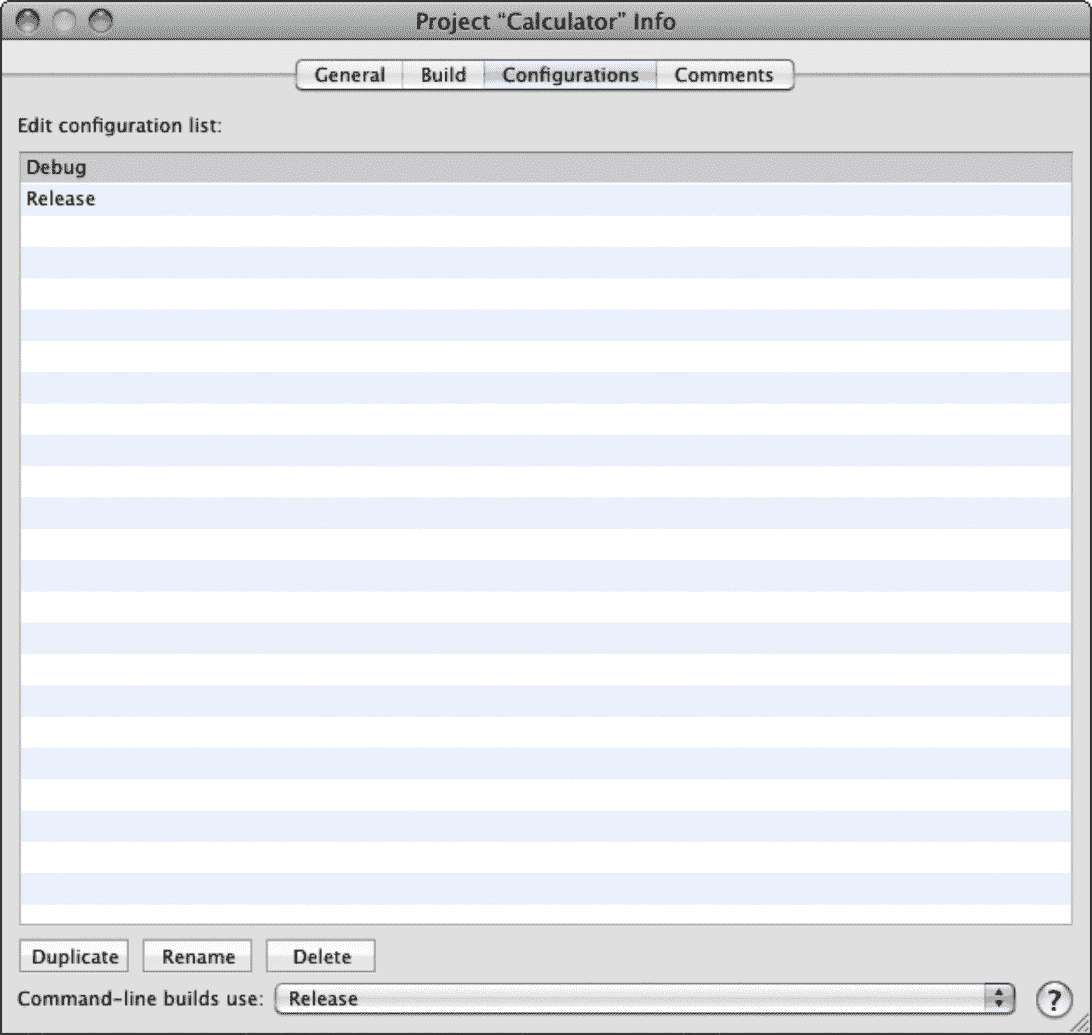 Project “Calculator” Info
General Build Configurations Comments
Edit configuration list:
Debug
Release
Duplicate Rename Delete
Command-line builds use: Release ?